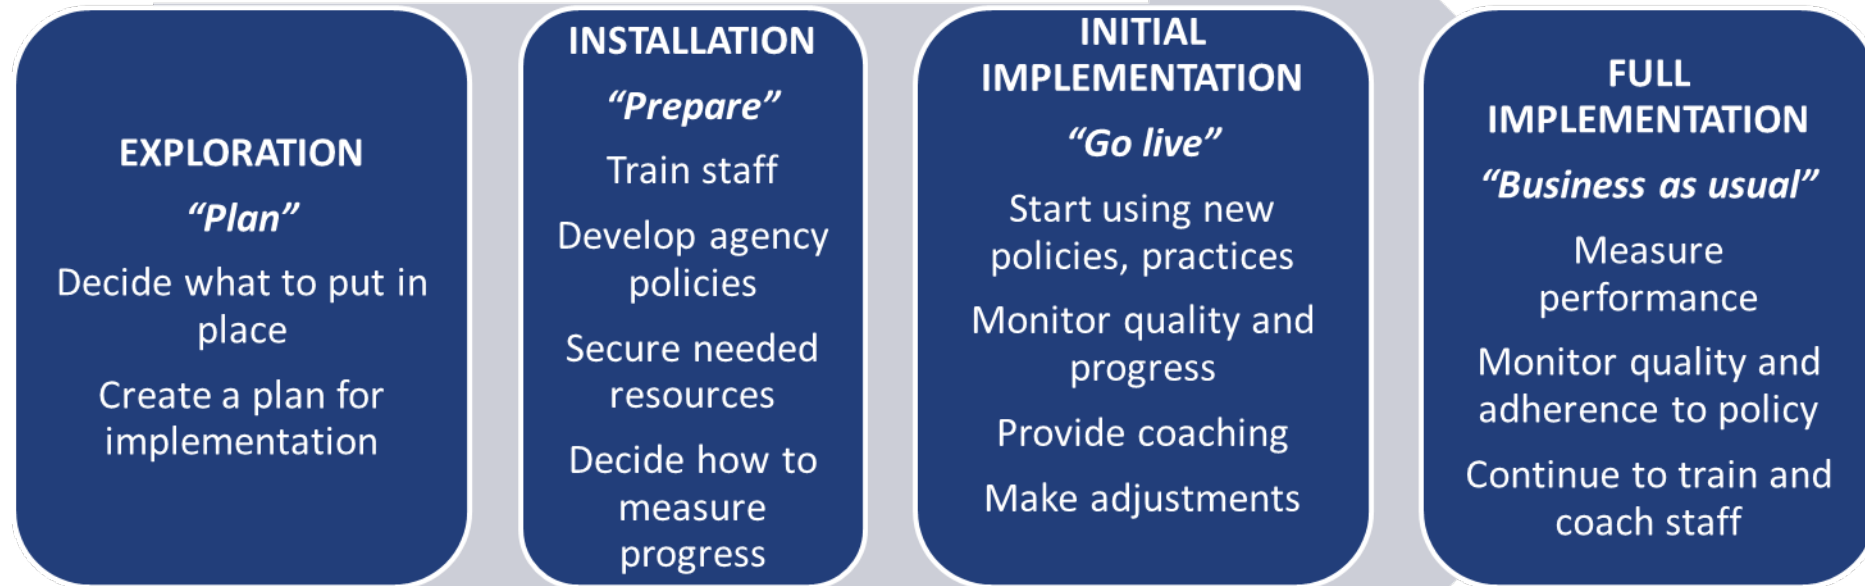 EXPLORATION
“Plan”
Decide what to put in
place
Create a plan for
implementation
INSTALLATION
“Prepare”
Train staff
Develop agency
policies
Secure needed
resources
Decide how to
measure
progress
INITIAL
IMPLEMENTATION
“Go live”
Start using new
policies, practices
Monitor quality and
progress
Provide coaching
Make adjustments
FULL
IMPLEMENTATION
“Business as usual”
Measure
performance
Monitor quality and
adherence to policy
Continue to train and
coach staff